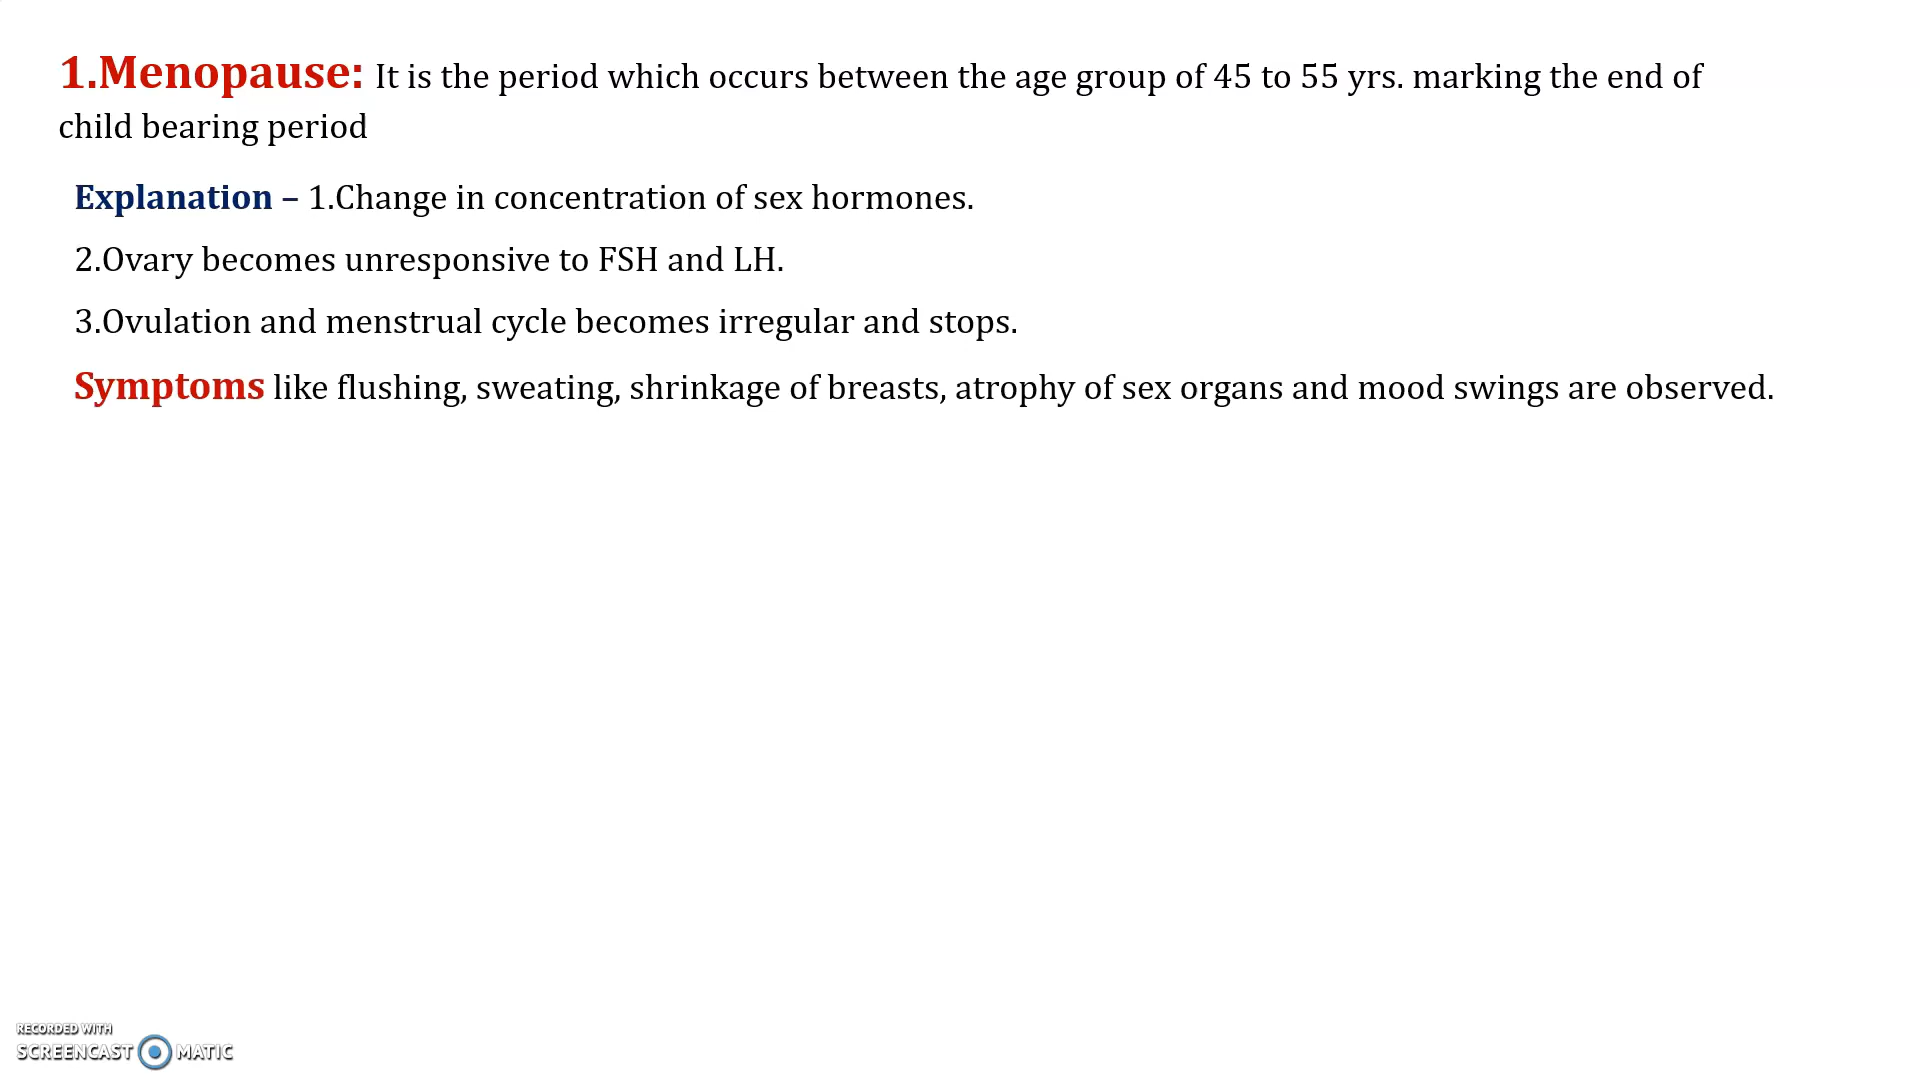 1.Menopause: It is the period which occurs between the age group of 45 to 55 yrs. marking the end of
child bearing period
Explanation – 1.Change in concentration of sex hormones.
2.Ovary becomes unresponsive to FSH and LH.
3.Ovulation and menstrual cycle becomes irregular and stops.
Symptoms like flushing, sweating, shrinkage of breasts, atrophy of sex organs and mood swings are observed.
RECORDED WITH
SCREENCAST MATIC